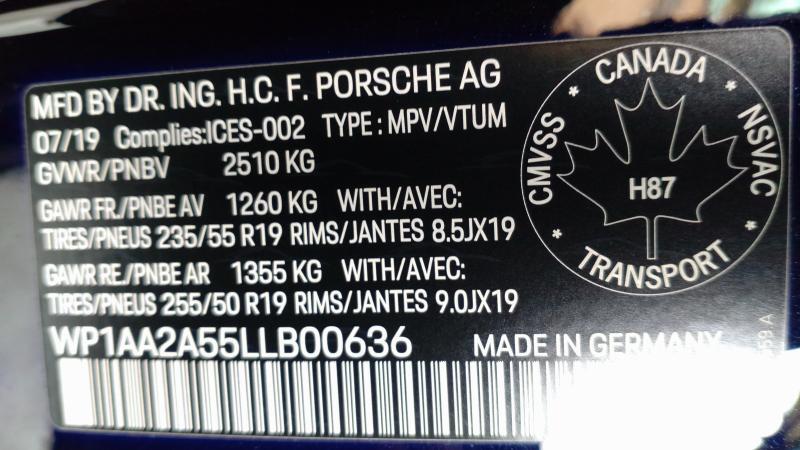 MFD BY DR. ING. H.C. F. PORSCHE AG
07/19 Complies:ICES-002 TYPE : MPV/VTUM
GVWR/PNBV 2510 KG
GAWR FR./PNBE AV 1260 KG WITH/AVEC:
TIRES/PNEUS 235/55 R19 RIMS/JANTES 8.5JX19
GAWR RE./PNBE AR 1355 KG WITH/AVEC:
TIRES/PNEUS 255/50 R19 RIMS/JANTES 9.0JX19
WP1AA2A55LLB00636 MADE IN GERMANY
CANADA
CMVSS
NSVAC
H87
TRANSPORT